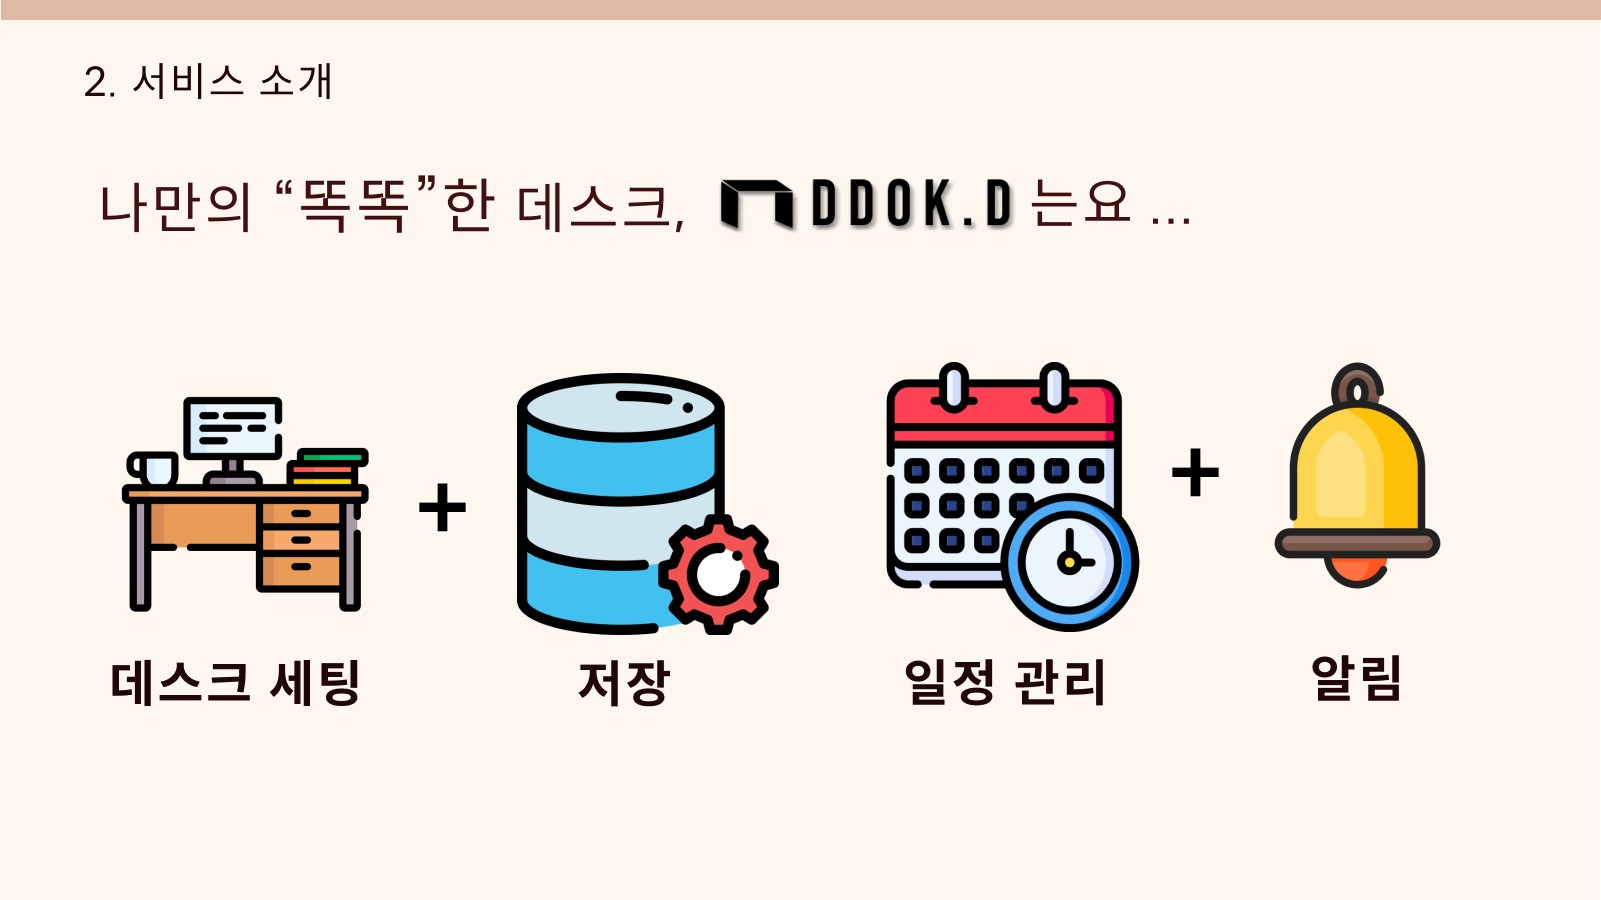 2. 서비스 소개
나만의 “똑똑”한 데스크, DDOK.D 는요 ...
데스크 세팅
저장
일정 관리
알림